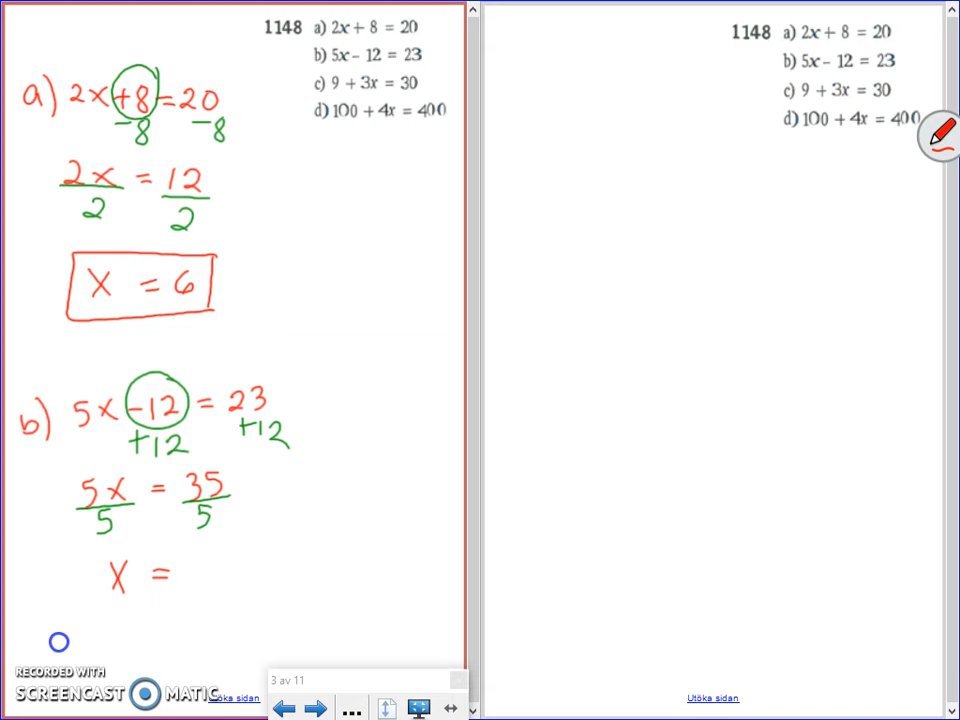 1148 a) 2x + 8 = 20
b) 5x - 12 = 23
c) 9 + 3x = 30
d) 100 + 4x = 400
a) 2x +8 = 20
-8 -8
2x = 12
2 2
x = 6
b) 5x -12 = 23
+12 +12
5x = 35
5 5
x =
RECORDED WITH
SCREENCAST MATIC
Utöka sidan
3 av 11
1148 a) 2x + 8 = 20
b) 5x - 12 = 23
c) 9 + 3x = 30
d) 100 + 4x = 400
Utöka sidan